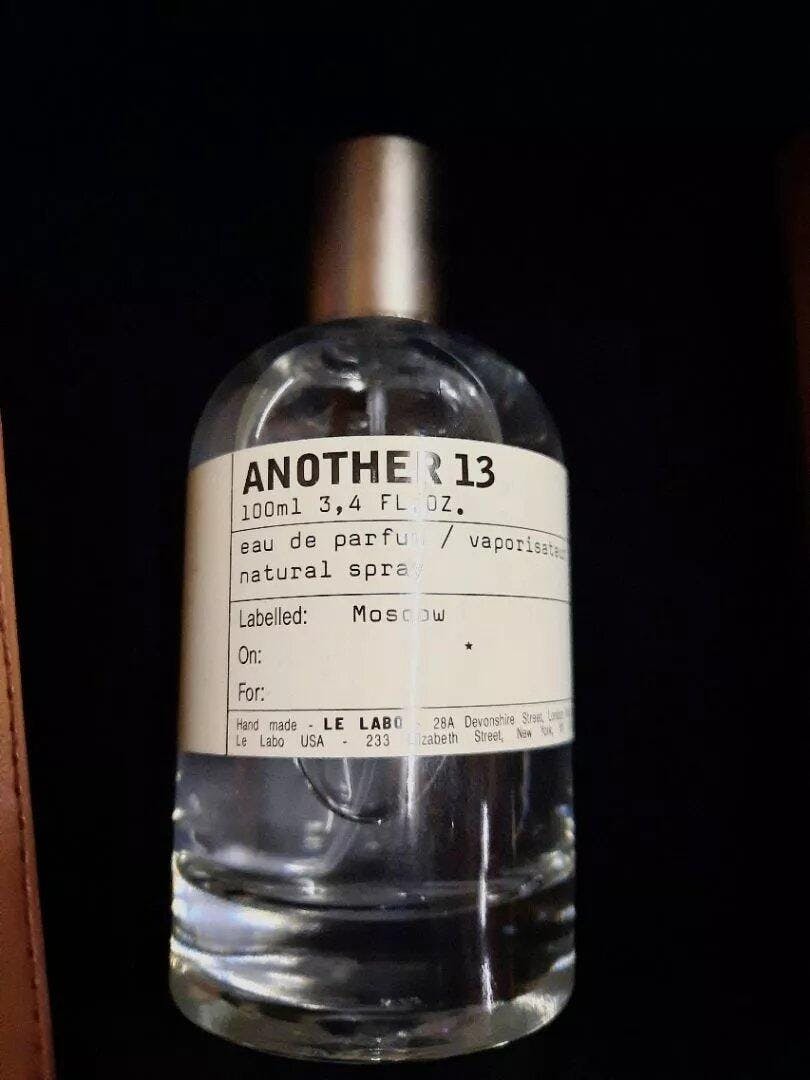 ANOTHER 13
100ml 3,4 FL.OZ.
eau de parfum / vaporisateur
natural spray
Labelled: Moscow
On:
For:
Hand made - LE LABO - 28A Devonshire Street, London
Le Labo USA - 233 Elizabeth Street, New York,